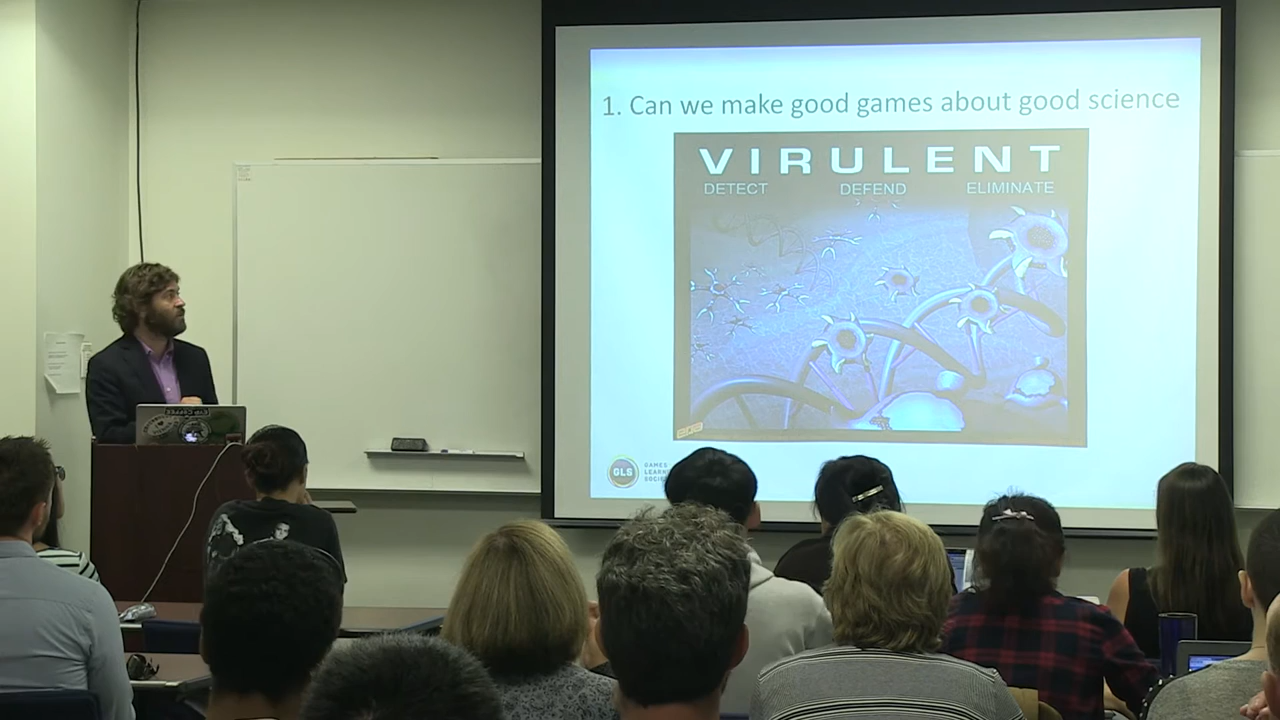 1. Can we make good games about good science
VIRULENT
DETECT DEFEND ELIMINATE
GLS
GAMES